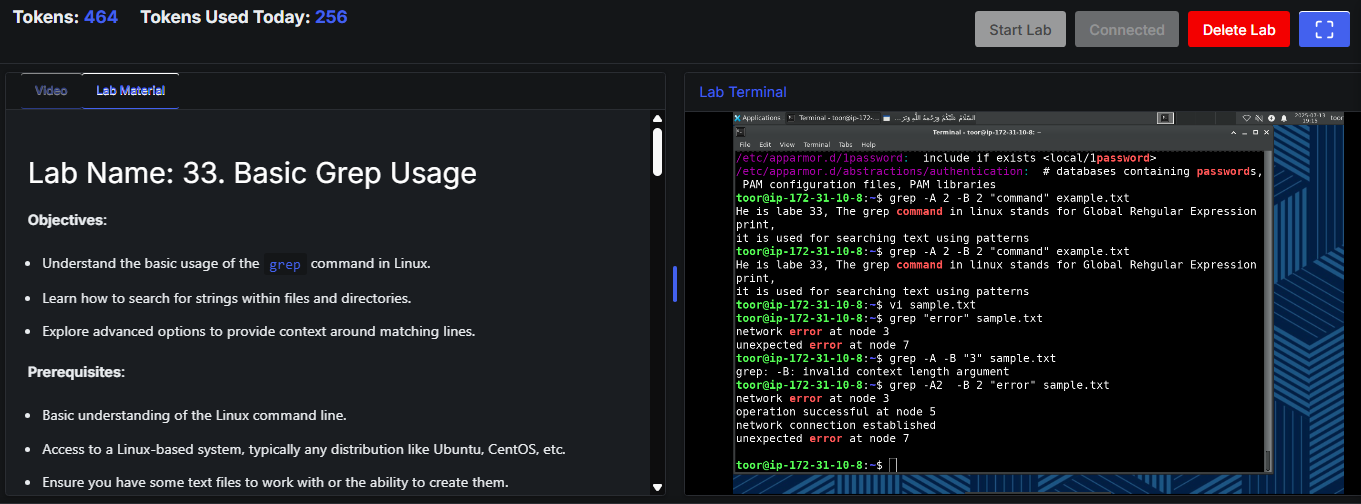 Tokens: 464 Tokens Used Today: 256
Start Lab
Connected
Delete Lab
Video
Lab Material
Lab Name: 33. Basic Grep Usage
Objectives:
Understand the basic usage of the grep command in Linux.
Learn how to search for strings within files and directories.
Explore advanced options to provide context around matching lines.
Prerequisites:
Basic understanding of the Linux command line.
Access to a Linux-based system, typically any distribution like Ubuntu, CentOS, etc.
Ensure you have some text files to work with or the ability to create them.
Lab Terminal
Applications
Terminal - toor@ip-172-...
السَّلَامُ عَلَيْكُمْ وَرَحْمَةُ اللَّهِ وَبَرَ...
2025-07-13
19:15
toor
Terminal - toor@ip-172-31-10-8: ~
File Edit View Terminal Tabs Help
/etc/apparmor.d/1password: include if exists <local/1password>
/etc/apparmor.d/abstractions/authentication: # databases containing passwords,
PAM configuration files, PAM libraries
toor@ip-172-31-10-8:~$ grep -A 2 -B 2 "command" example.txt
He is labe 33, The grep command in linux stands for Global Rehgular Expression
print,
it is used for searching text using patterns
toor@ip-172-31-10-8:~$ grep -A 2 -B 2 "command" example.txt
He is labe 33, The grep command in linux stands for Global Rehgular Expression
print,
it is used for searching text using patterns
toor@ip-172-31-10-8:~$ vi sample.txt
toor@ip-172-31-10-8:~$ grep "error" sample.txt
network error at node 3
unexpected error at node 7
toor@ip-172-31-10-8:~$ grep -A -B "3" sample.txt
grep: -B: invalid context length argument
toor@ip-172-31-10-8:~$ grep -A2  -B 2 "error" sample.txt
network error at node 3
operation successful at node 5
network connection established
unexpected error at node 7
toor@ip-172-31-10-8:~$